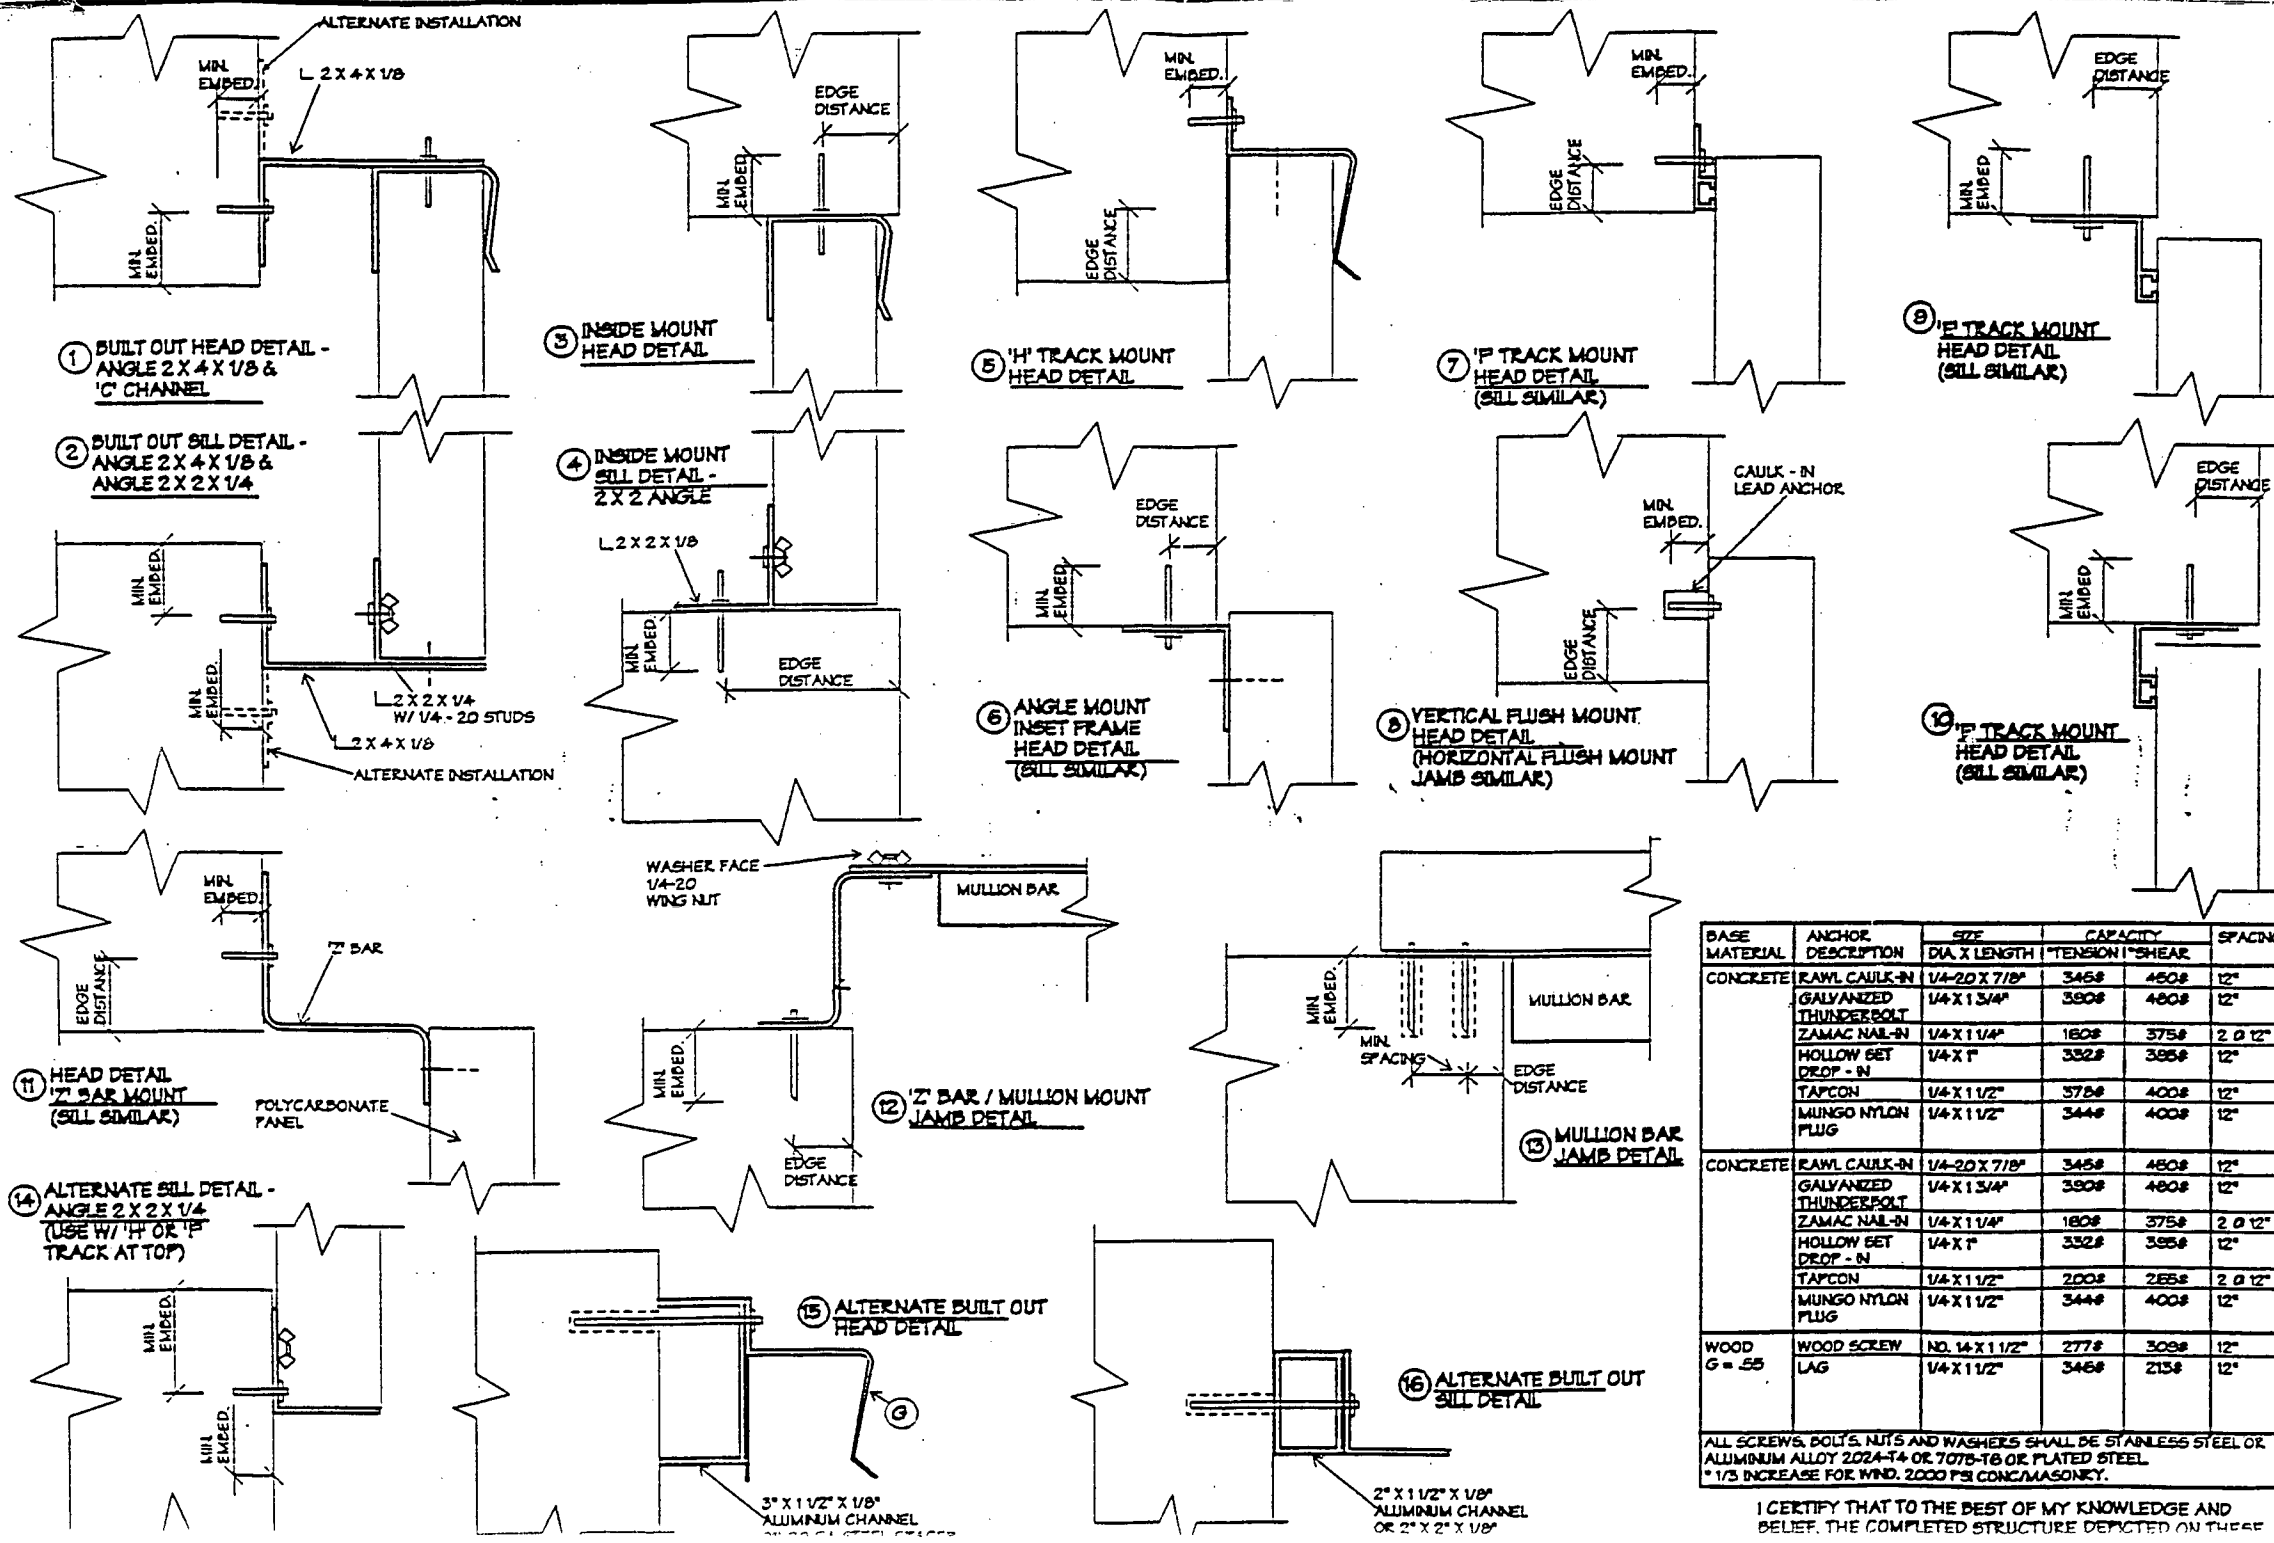 ALTERNATE INSTALLATION
MIN.
EMBED.
L 2 X 4 X 1/8
MIN.
EMBED.
1
BUILT OUT HEAD DETAIL -
ANGLE 2 X 4 X 1/8 &
'C' CHANNEL
2
BUILT OUT SILL DETAIL -
ANGLE 2 X 4 X 1/8 &
ANGLE 2 X 2 X 1/4
MIN.
EMBED.
MIN.
EMBED.
L 2 X 2 X 1/4
W/ 1/4 - 20 STUDS
L 2 X 4 X 1/8
ALTERNATE INSTALLATION
EDGE
DISTANCE
MIN.
EMBED.
3
INSIDE MOUNT
HEAD DETAIL
4
INSIDE MOUNT
SILL DETAIL -
2 X 2 ANGLE
L 2 X 2 X 1/8
MIN.
EMBED.
EDGE
DISTANCE
MIN.
EMBED.
EDGE
DISTANCE
5
'H' TRACK MOUNT
HEAD DETAIL
EDGE
DISTANCE
MIN.
EMBED.
6
ANGLE MOUNT
INSET FRAME
HEAD DETAIL
(SILL SIMILAR)
MIN.
EMBED.
EDGE
DISTANCE
7
'F' TRACK MOUNT
HEAD DETAIL
(SILL SIMILAR)
CAULK - IN
LEAD ANCHOR
MIN.
EMBED.
EDGE
DISTANCE
8
VERTICAL FLUSH MOUNT
HEAD DETAIL
(HORIZONTAL FLUSH MOUNT
JAMB SIMILAR)
EDGE
DISTANCE
MIN.
EMBED
9
'F' TRACK MOUNT
HEAD DETAIL
(SILL SIMILAR)
EDGE
DISTANCE
MIN.
EMBED.
10
'F' TRACK MOUNT
HEAD DETAIL
(SILL SIMILAR)
MIN.
EMBED.
EDGE
DISTANCE
'Z' BAR
11
HEAD DETAIL
'Z' BAR MOUNT
(SILL SIMILAR)
POLYCARBONATE
PANEL
WASHER FACE
1/4-20
WING NUT
MULLION BAR
MIN.
EMBED.
EDGE
DISTANCE
12
'Z' BAR / MULLION MOUNT
JAMB DETAIL
MIN.
EMBED.
MULLION BAR
MIN.
SPACING
EDGE
DISTANCE
13
MULLION BAR
JAMB DETAIL
14
ALTERNATE SILL DETAIL -
ANGLE 2 X 2 X 1/4
(USE W/ 'H' OR 'F'
TRACK AT TOP)
MIN.
EMBED.
MIN.
EMBED.
15
ALTERNATE BUILT OUT
HEAD DETAIL
G
3" X 1 1/2" X 1/8"
ALUMINUM CHANNEL
16
ALTERNATE BUILT OUT
SILL DETAIL
2" X 1 1/2" X 1/8"
ALUMINUM CHANNEL
OR 2" X 2" X 1/8"
BASE MATERIAL ANCHOR DESCRIPTION SIZE DIA. X LENGTH CAPACITY *TENSION *SHEAR SPACING
CONCRETE RAWL CAULK-IN 1/4-20 X 7/8" 345# 460# 12"
GALVANIZED THUNDERBOLT 1/4 X 1 3/4" 390# 480# 12"
ZAMAC NAIL-IN 1/4 X 1 1/4" 180# 375# 2 @ 12"
HOLLOW SET DROP - IN 1/4 X 1" 332# 395# 12"
TAPCON 1/4 X 1 1/2" 378# 400# 12"
MUNGO NYLON PLUG 1/4 X 1 1/2" 344# 400# 12"
CONCRETE RAWL CAULK-IN 1/4-20 X 7/8" 345# 460# 12"
GALVANIZED THUNDERBOLT 1/4 X 1 3/4" 390# 480# 12"
ZAMAC NAIL-IN 1/4 X 1 1/4" 180# 375# 2 @ 12"
HOLLOW SET DROP - IN 1/4 X 1" 332# 395# 12"
TAPCON 1/4 X 1 1/2" 200# 265# 2 @ 12"
MUNGO NYLON PLUG 1/4 X 1 1/2" 344# 400# 12"
WOOD G = .55 WOOD SCREW NO. 14 X 1 1/2" 277# 309# 12"
LAG 1/4 X 1 1/2" 346# 213# 12"
ALL SCREWS, BOLTS, NUTS AND WASHERS SHALL BE STAINLESS STEEL OR
ALUMINUM ALLOY 2024-T4 OR 7075-T6 OR PLATED STEEL
* 1/3 INCREASE FOR WIND. 2000 PSI CONC/MASONRY.
I CERTIFY THAT TO THE BEST OF MY KNOWLEDGE AND
BELIEF, THE COMPLETED STRUCTURE DEPICTED ON THESE